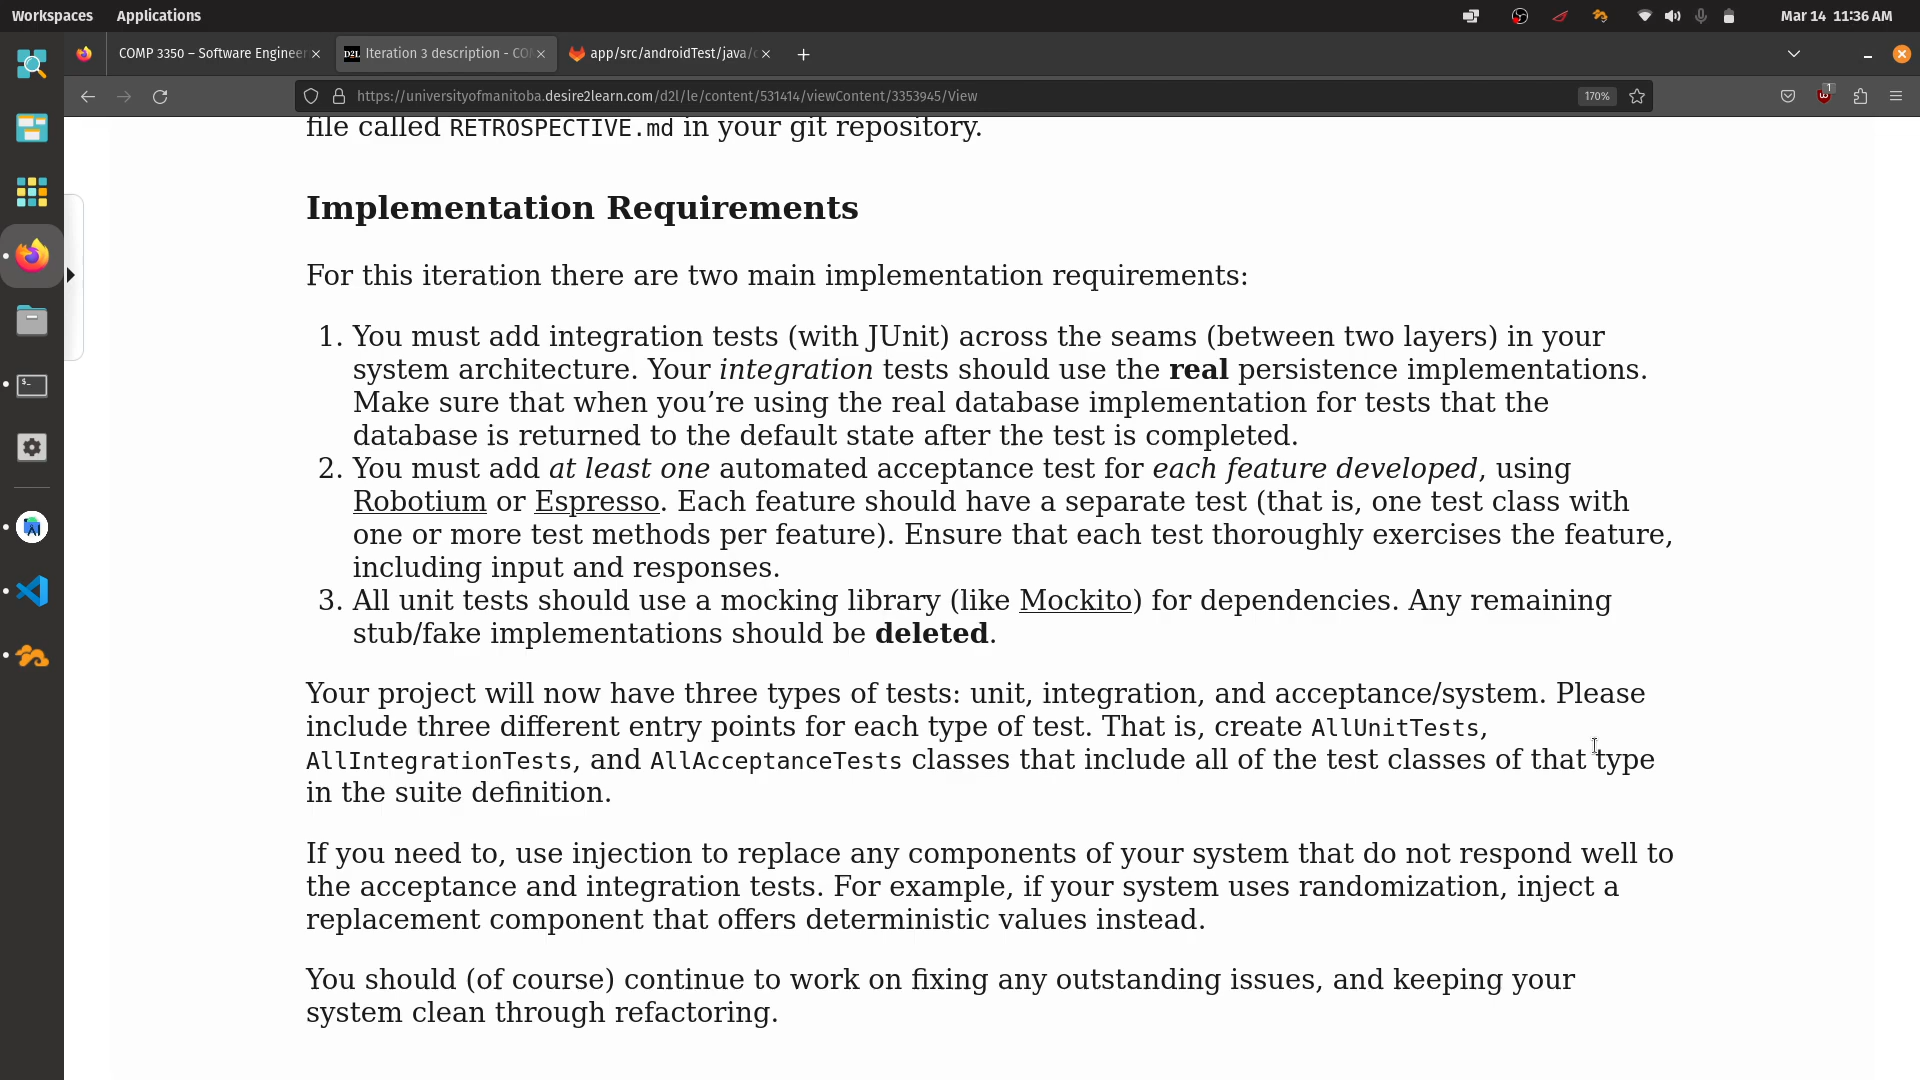 Workspaces Applications Mar 14 11:36 AM
COMP 3350 – Software Engineer Iteration 3 description - CO app/src/androidTest/java/c
https://universityofmanitoba.desire2learn.com/d2l/le/content/531414/viewContent/3353945/View 170% 1
file called RETROSPECTIVE.md in your git repository.
Implementation Requirements
For this iteration there are two main implementation requirements:
1. You must add integration tests (with JUnit) across the seams (between two layers) in your
system architecture. Your integration tests should use the real persistence implementations.
Make sure that when you’re using the real database implementation for tests that the
database is returned to the default state after the test is completed.
2. You must add at least one automated acceptance test for each feature developed, using
Robotium or Espresso. Each feature should have a separate test (that is, one test class with
one or more test methods per feature). Ensure that each test thoroughly exercises the feature,
including input and responses.
3. All unit tests should use a mocking library (like Mockito) for dependencies. Any remaining
stub/fake implementations should be deleted.
Your project will now have three types of tests: unit, integration, and acceptance/system. Please
include three different entry points for each type of test. That is, create AllUnitTests,
AllIntegrationTests, and AllAcceptanceTests classes that include all of the test classes of that type
in the suite definition.
If you need to, use injection to replace any components of your system that do not respond well to
the acceptance and integration tests. For example, if your system uses randomization, inject a
replacement component that offers deterministic values instead.
You should (of course) continue to work on fixing any outstanding issues, and keeping your
system clean through refactoring.